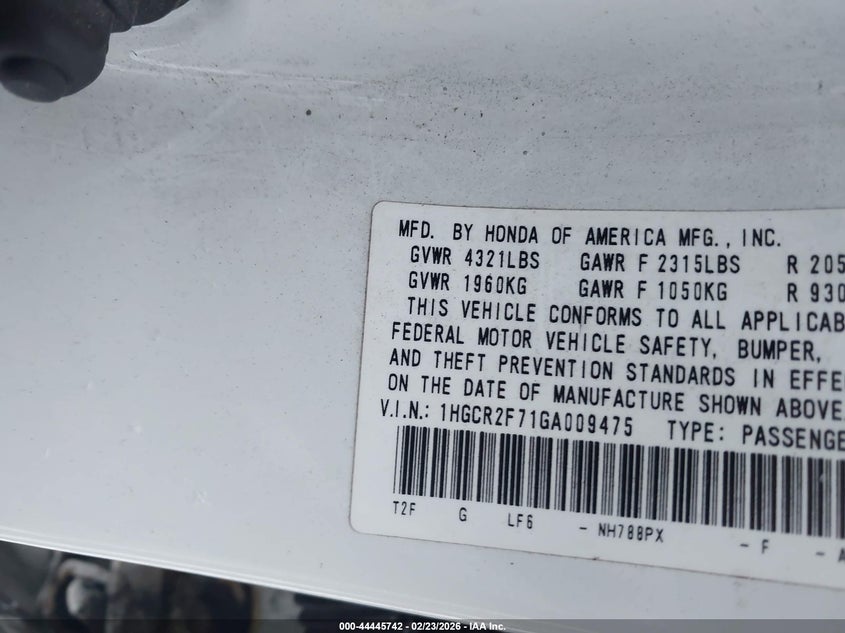 MFD. BY HONDA OF AMERICA MFG., INC.
GVWR 4321LBS GAWR F 2315LBS R 205
GVWR 1960KG GAWR F 1050KG R 930
THIS VEHICLE CONFORMS TO ALL APPLICAB
FEDERAL MOTOR VEHICLE SAFETY, BUMPER,
AND THEFT PREVENTION STANDARDS IN EFFE
ON THE DATE OF MANUFACTURE SHOWN ABOVE
V.I.N.: 1HGCR2F71GA009475 TYPE: PASSENGE
T2F G LF6 - NH788PX - F - A
000-44445742 - 02/23/2026 - IAA Inc.